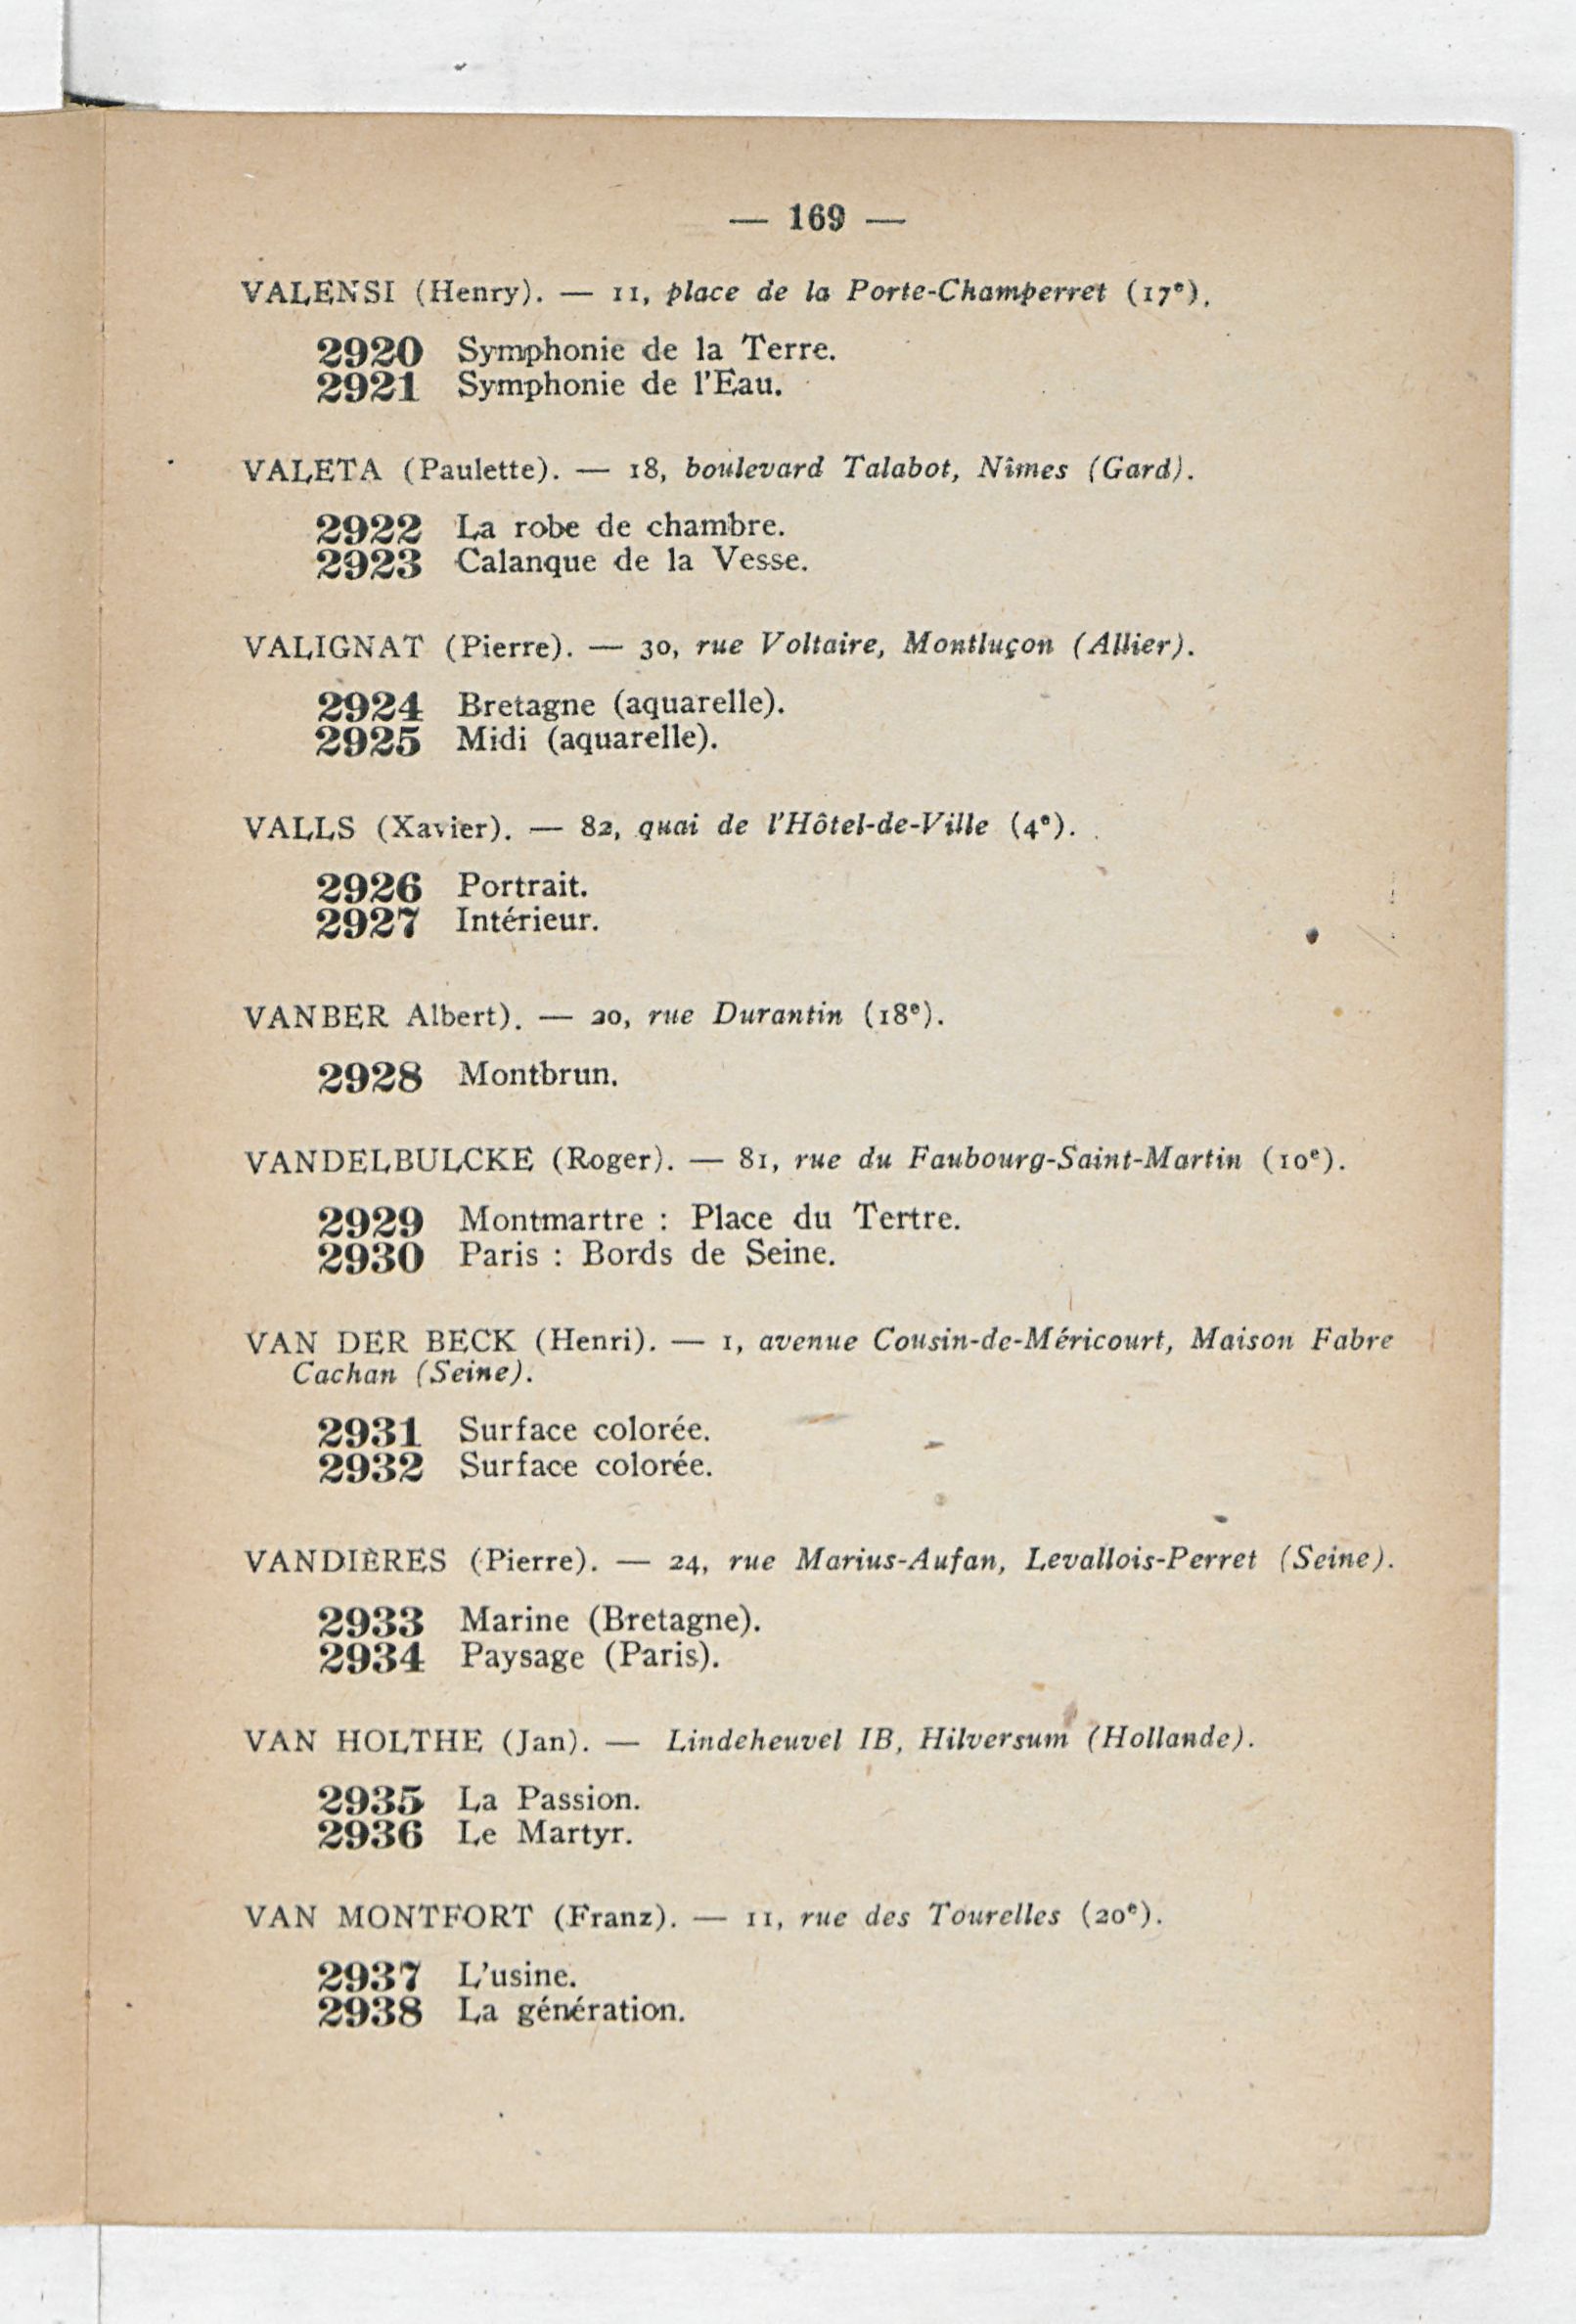 — 169 —
VALENSI (Henry). — 11, place de la Porte-Champerret (17e).
2920 Symphonie de la Terre.
2921 Symphonie de l'Eau.
VALETA (Paulette). — 18, boulevard Talabot, Nîmes (Gard).
2922 La robe de chambre.
2923 Calanque de la Vesse.
VALIGNAT (Pierre). — 30, rue Voltaire, Montluçon (Allier).
2924 Bretagne (aquarelle).
2925 Midi (aquarelle).
VALLS (Xavier). — 82, quai de l'Hôtel-de-Ville (4e).
2926 Portrait.
2927 Intérieur.
VANBER Albert). — 20, rue Durantin (18e).
2928 Montbrun.
VANDELBULCKE (Roger). — 81, rue du Faubourg-Saint-Martin (10e).
2929 Montmartre : Place du Tertre.
2930 Paris : Bords de Seine.
VAN DER BECK (Henri). — 1, avenue Cousin-de-Méricourt, Maison Fabre
Cachan (Seine).
2931 Surface colorée.
2932 Surface colorée.
VANDIÈRES (Pierre). — 24, rue Marius-Aufan, Levallois-Perret (Seine).
2933 Marine (Bretagne).
2934 Paysage (Paris).
VAN HOLTHE (Jan). — Lindeheuvel IB, Hilversum (Hollande).
2935 La Passion.
2936 Le Martyr.
VAN MONTFORT (Franz). — 11, rue des Tourelles (20e).
2937 L'usine.
2938 La génération.